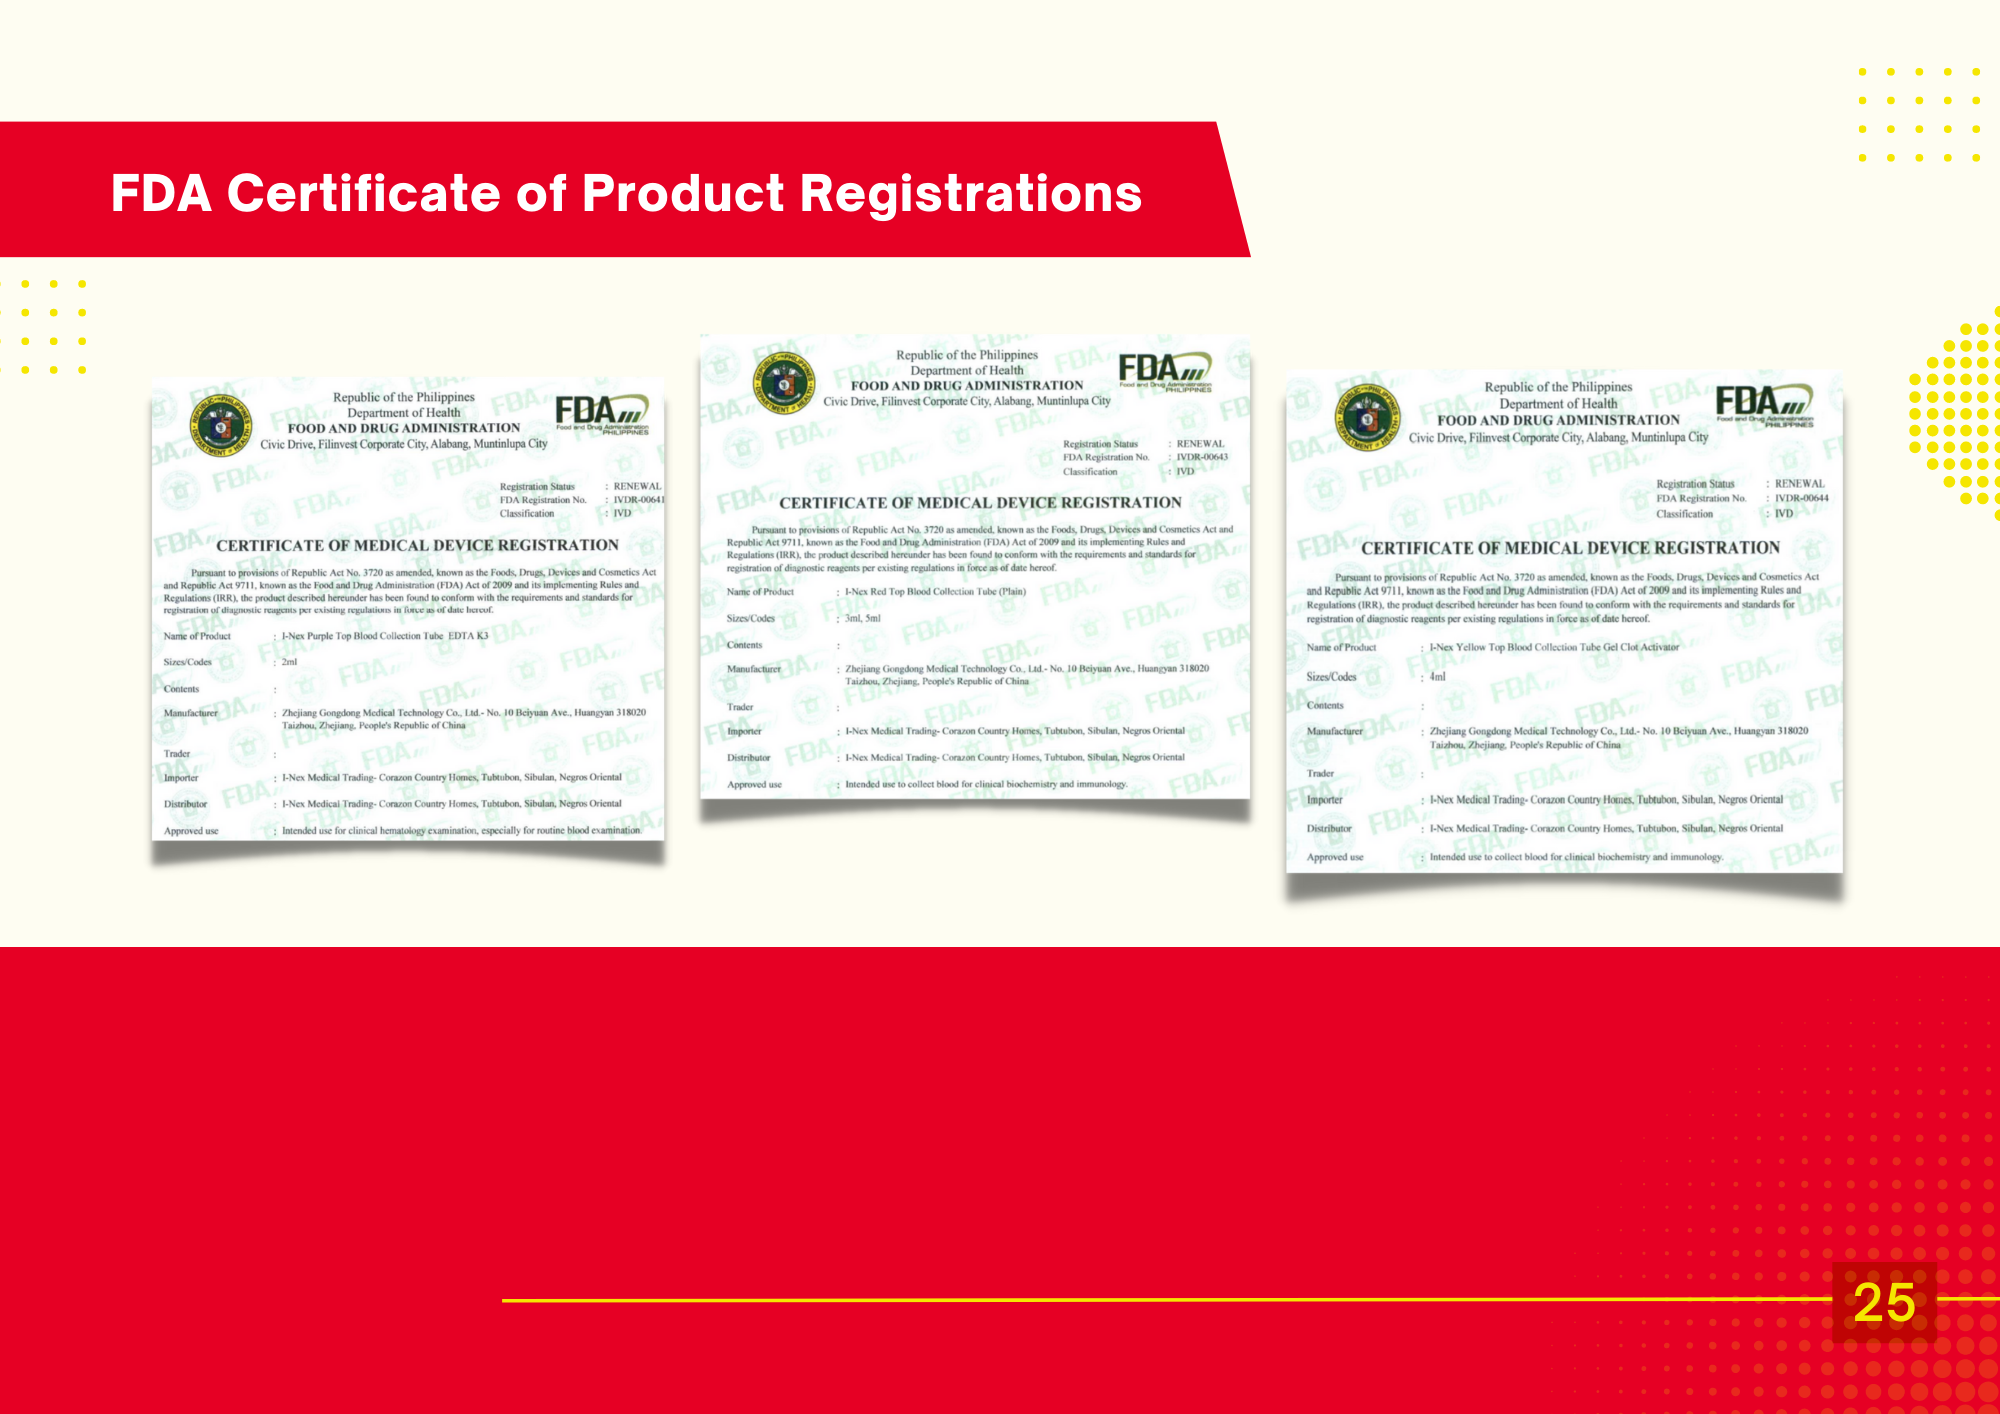 FDA Certificate of Product Registrations
Republic of the Philippines
Department of Health
FOOD AND DRUG ADMINISTRATION
Civic Drive, Filinvest Corporate City, Alabang, Muntinlupa City
FDA
Food and Drug Administration
PHILIPPINES
Registration Status : RENEWAL
FDA Registration No. : IVDR-00641
Classification : IVD
CERTIFICATE OF MEDICAL DEVICE REGISTRATION
Pursuant to provisions of Republic Act No. 3720 as amended, known as the Foods, Drugs, Devices and Cosmetics Act
and Republic Act 9711, known as the Food and Drug Administration (FDA) Act of 2009 and its implementing Rules and
Regulations (IRR), the product described hereunder has been found to conform with the requirements and standards for
registration of diagnostic reagents per existing regulations in force as of date hereof.
Name of Product : I-Nex Purple Top Blood Collection Tube EDTA K3
Sizes/Codes : 2ml
Contents :
Manufacturer : Zhejiang Gongdong Medical Technology Co., Ltd.- No. 10 Beiyuan Ave., Huangyan 318020
Taizhou, Zhejiang, People's Republic of China
Trader :
Importer : I-Nex Medical Trading- Corazon Country Homes, Tubtubon, Sibulan, Negros Oriental
Distributor : I-Nex Medical Trading- Corazon Country Homes, Tubtubon, Sibulan, Negros Oriental
Approved use : Intended use for clinical hematology examination, especially for routine blood examination.
Republic of the Philippines
Department of Health
FOOD AND DRUG ADMINISTRATION
Civic Drive, Filinvest Corporate City, Alabang, Muntinlupa City
FDA
Food and Drug Administration
PHILIPPINES
Registration Status : RENEWAL
FDA Registration No. : IVDR-00643
Classification : IVD
CERTIFICATE OF MEDICAL DEVICE REGISTRATION
Pursuant to provisions of Republic Act No. 3720 as amended, known as the Foods, Drugs, Devices and Cosmetics Act and
Republic Act 9711, known as the Food and Drug Administration (FDA) Act of 2009 and its implementing Rules and
Regulations (IRR), the product described hereunder has been found to conform with the requirements and standards for
registration of diagnostic reagents per existing regulations in force as of date hereof.
Name of Product : I-Nex Red Top Blood Collection Tube (Plain)
Sizes/Codes : 3ml, 5ml
Contents :
Manufacturer : Zhejiang Gongdong Medical Technology Co., Ltd.- No. 10 Beiyuan Ave., Huangyan 318020
Taizhou, Zhejiang, People's Republic of China
Trader :
Importer : I-Nex Medical Trading- Corazon Country Homes, Tubtubon, Sibulan, Negros Oriental
Distributor : I-Nex Medical Trading- Corazon Country Homes, Tubtubon, Sibulan, Negros Oriental
Approved use : Intended use to collect blood for clinical biochemistry and immunology.
Republic of the Philippines
Department of Health
FOOD AND DRUG ADMINISTRATION
Civic Drive, Filinvest Corporate City, Alabang, Muntinlupa City
FDA
Food and Drug Administration
PHILIPPINES
Registration Status : RENEWAL
FDA Registration No. : IVDR-00644
Classification : IVD
CERTIFICATE OF MEDICAL DEVICE REGISTRATION
Pursuant to provisions of Republic Act No. 3720 as amended, known as the Foods, Drugs, Devices and Cosmetics Act
and Republic Act 9711, known as the Food and Drug Administration (FDA) Act of 2009 and its implementing Rules and
Regulations (IRR), the product described hereunder has been found to conform with the requirements and standards for
registration of diagnostic reagents per existing regulations in force as of date hereof.
Name of Product : I-Nex Yellow Top Blood Collection Tube Gel Clot Activator
Sizes/Codes : 4ml
Contents :
Manufacturer : Zhejiang Gongdong Medical Technology Co., Ltd.- No. 10 Beiyuan Ave., Huangyan 318020
Taizhou, Zhejiang, People's Republic of China
Trader :
Importer : I-Nex Medical Trading- Corazon Country Homes, Tubtubon, Sibulan, Negros Oriental
Distributor : I-Nex Medical Trading- Corazon Country Homes, Tubtubon, Sibulan, Negros Oriental
Approved use : Intended use to collect blood for clinical biochemistry and immunology.
25